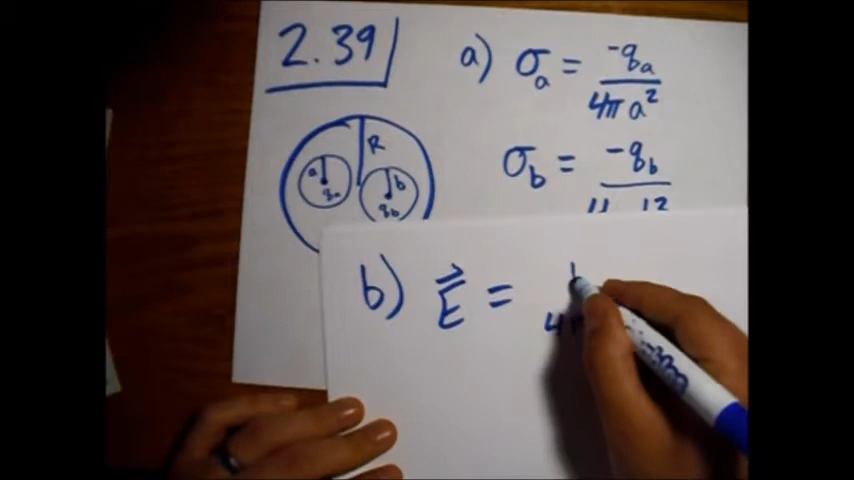 2.39
a) σa = -qa / 4πa²
R
a
qa
b
qb
σb = -qb
b) E⃗ =